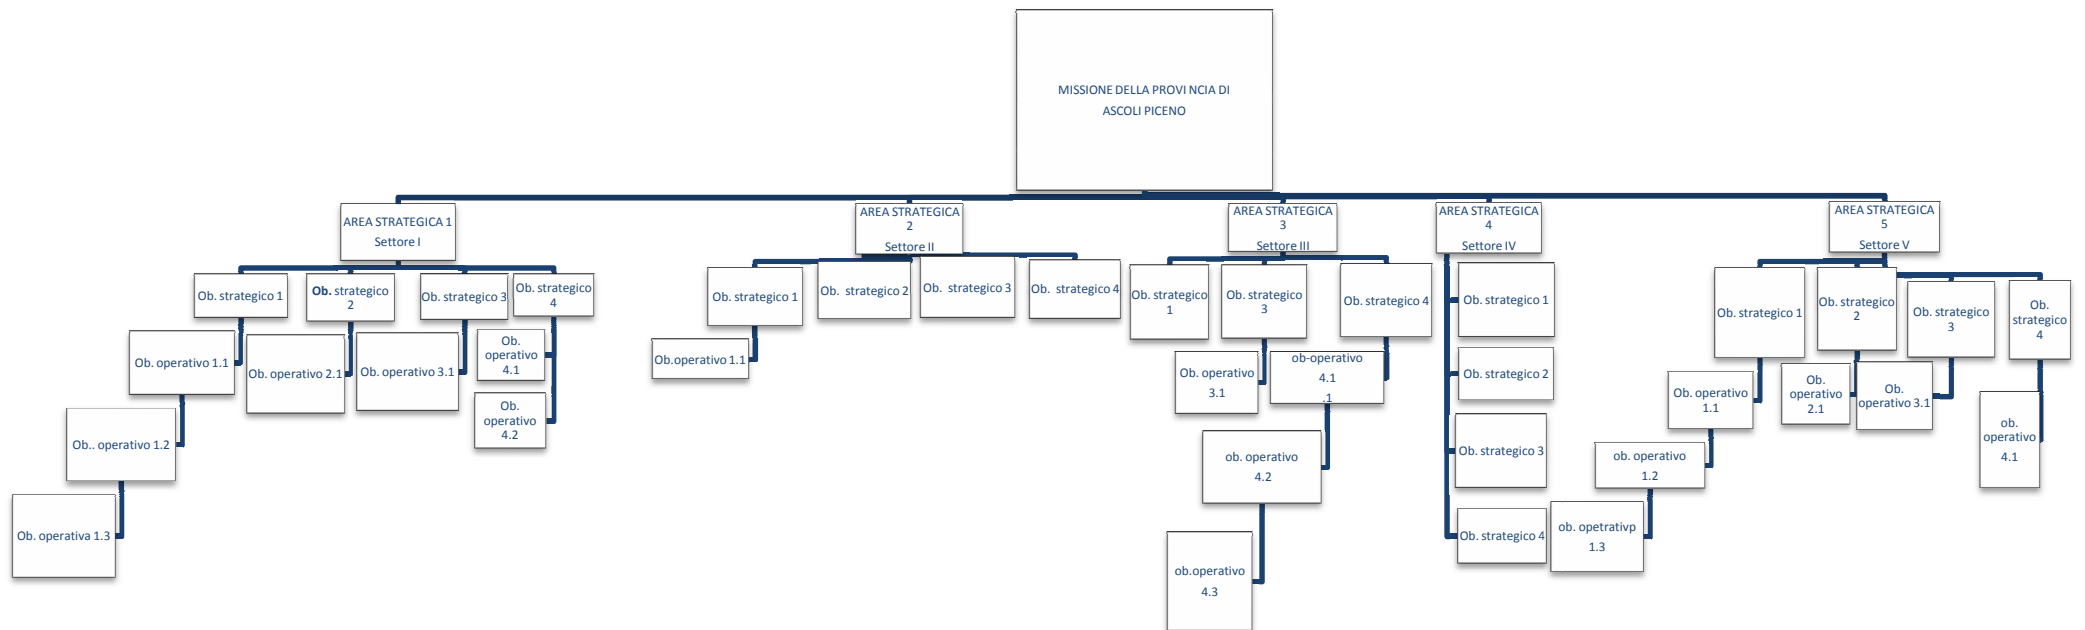 MISSIONE DELLA PROVI NCIA DI
ASCOLI PICENO
AREA STRATEGICA 1
Settore I
AREA STRATEGICA
2
Settore II
AREA STRATEGICA
3
Settore III
AREA STRATEGICA
4
Settore IV
AREA STRATEGICA
5
Settore V
Ob. strategico 1
Ob. strategico
2
Ob. strategico 3
Ob. strategico
4
Ob. operativo 1.1
Ob. operativo 2.1
Ob. operativo 3.1
Ob.
operativo
4.1
Ob.
operativo
4.2
Ob.. operativo 1.2
Ob. operativa 1.3
Ob. strategico 1
Ob. strategico 2
Ob. strategico 3
Ob. strategico 4
Ob.operativo 1.1
Ob. strategico
1
Ob. strategico
3
Ob. strategico 4
Ob. operativo
3.1
ob-operativo
4.1
.1
ob. operativo
4.2
ob.operativo
4.3
Ob. strategico 1
Ob. strategico 2
Ob. strategico 3
Ob. strategico 4
Ob. strategico 1
Ob. strategico
2
Ob. strategico
3
Ob.
strategico
4
Ob. operativo
1.1
Ob.
operativo
2.1
Ob.
operativo 3.1
ob.
operativo
4.1
ob. operativo
1.2
ob. opetrativp
1.3